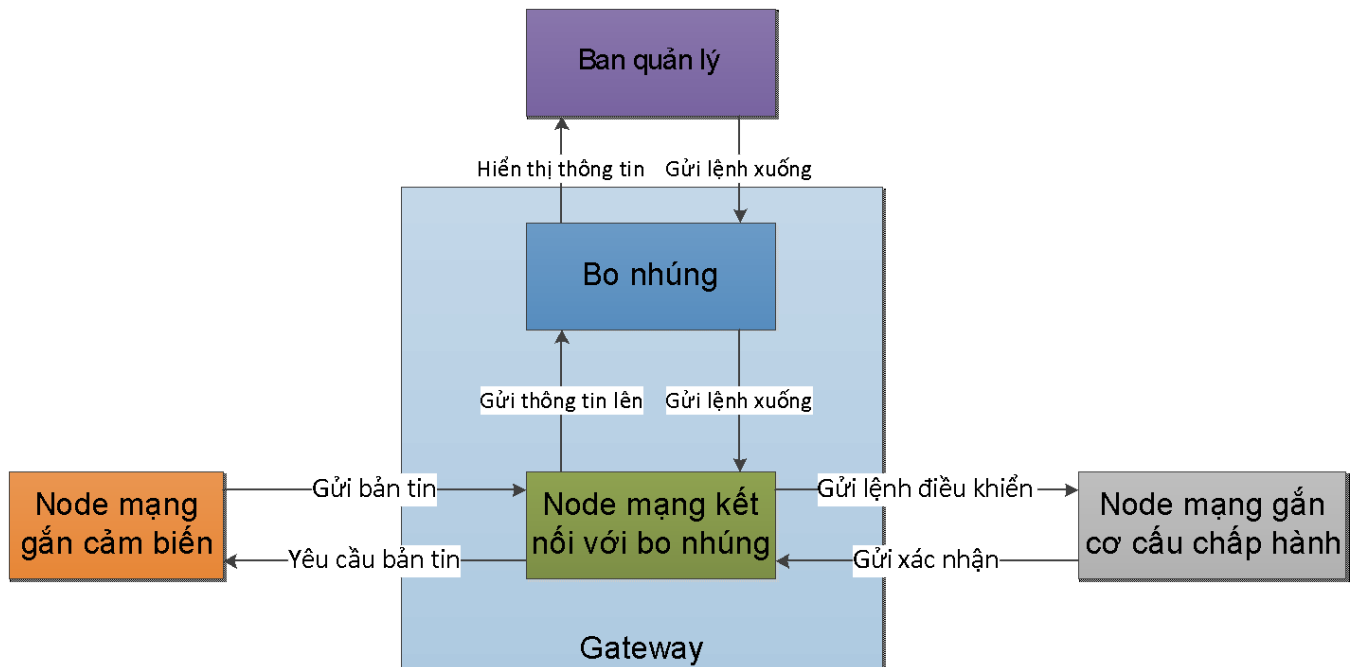 Ban quản lý
Hiển thị thông tin
Gửi lệnh xuống
Bo nhúng
Gửi thông tin lên
Gửi lệnh xuống
Node mạng
gắn cảm biến
Gửi bản tin
Yêu cầu bản tin
Node mạng kết
nối với bo nhúng
Gửi lệnh điều khiển
Gửi xác nhận
Node mạng gắn
cơ cấu chấp hành
Gateway